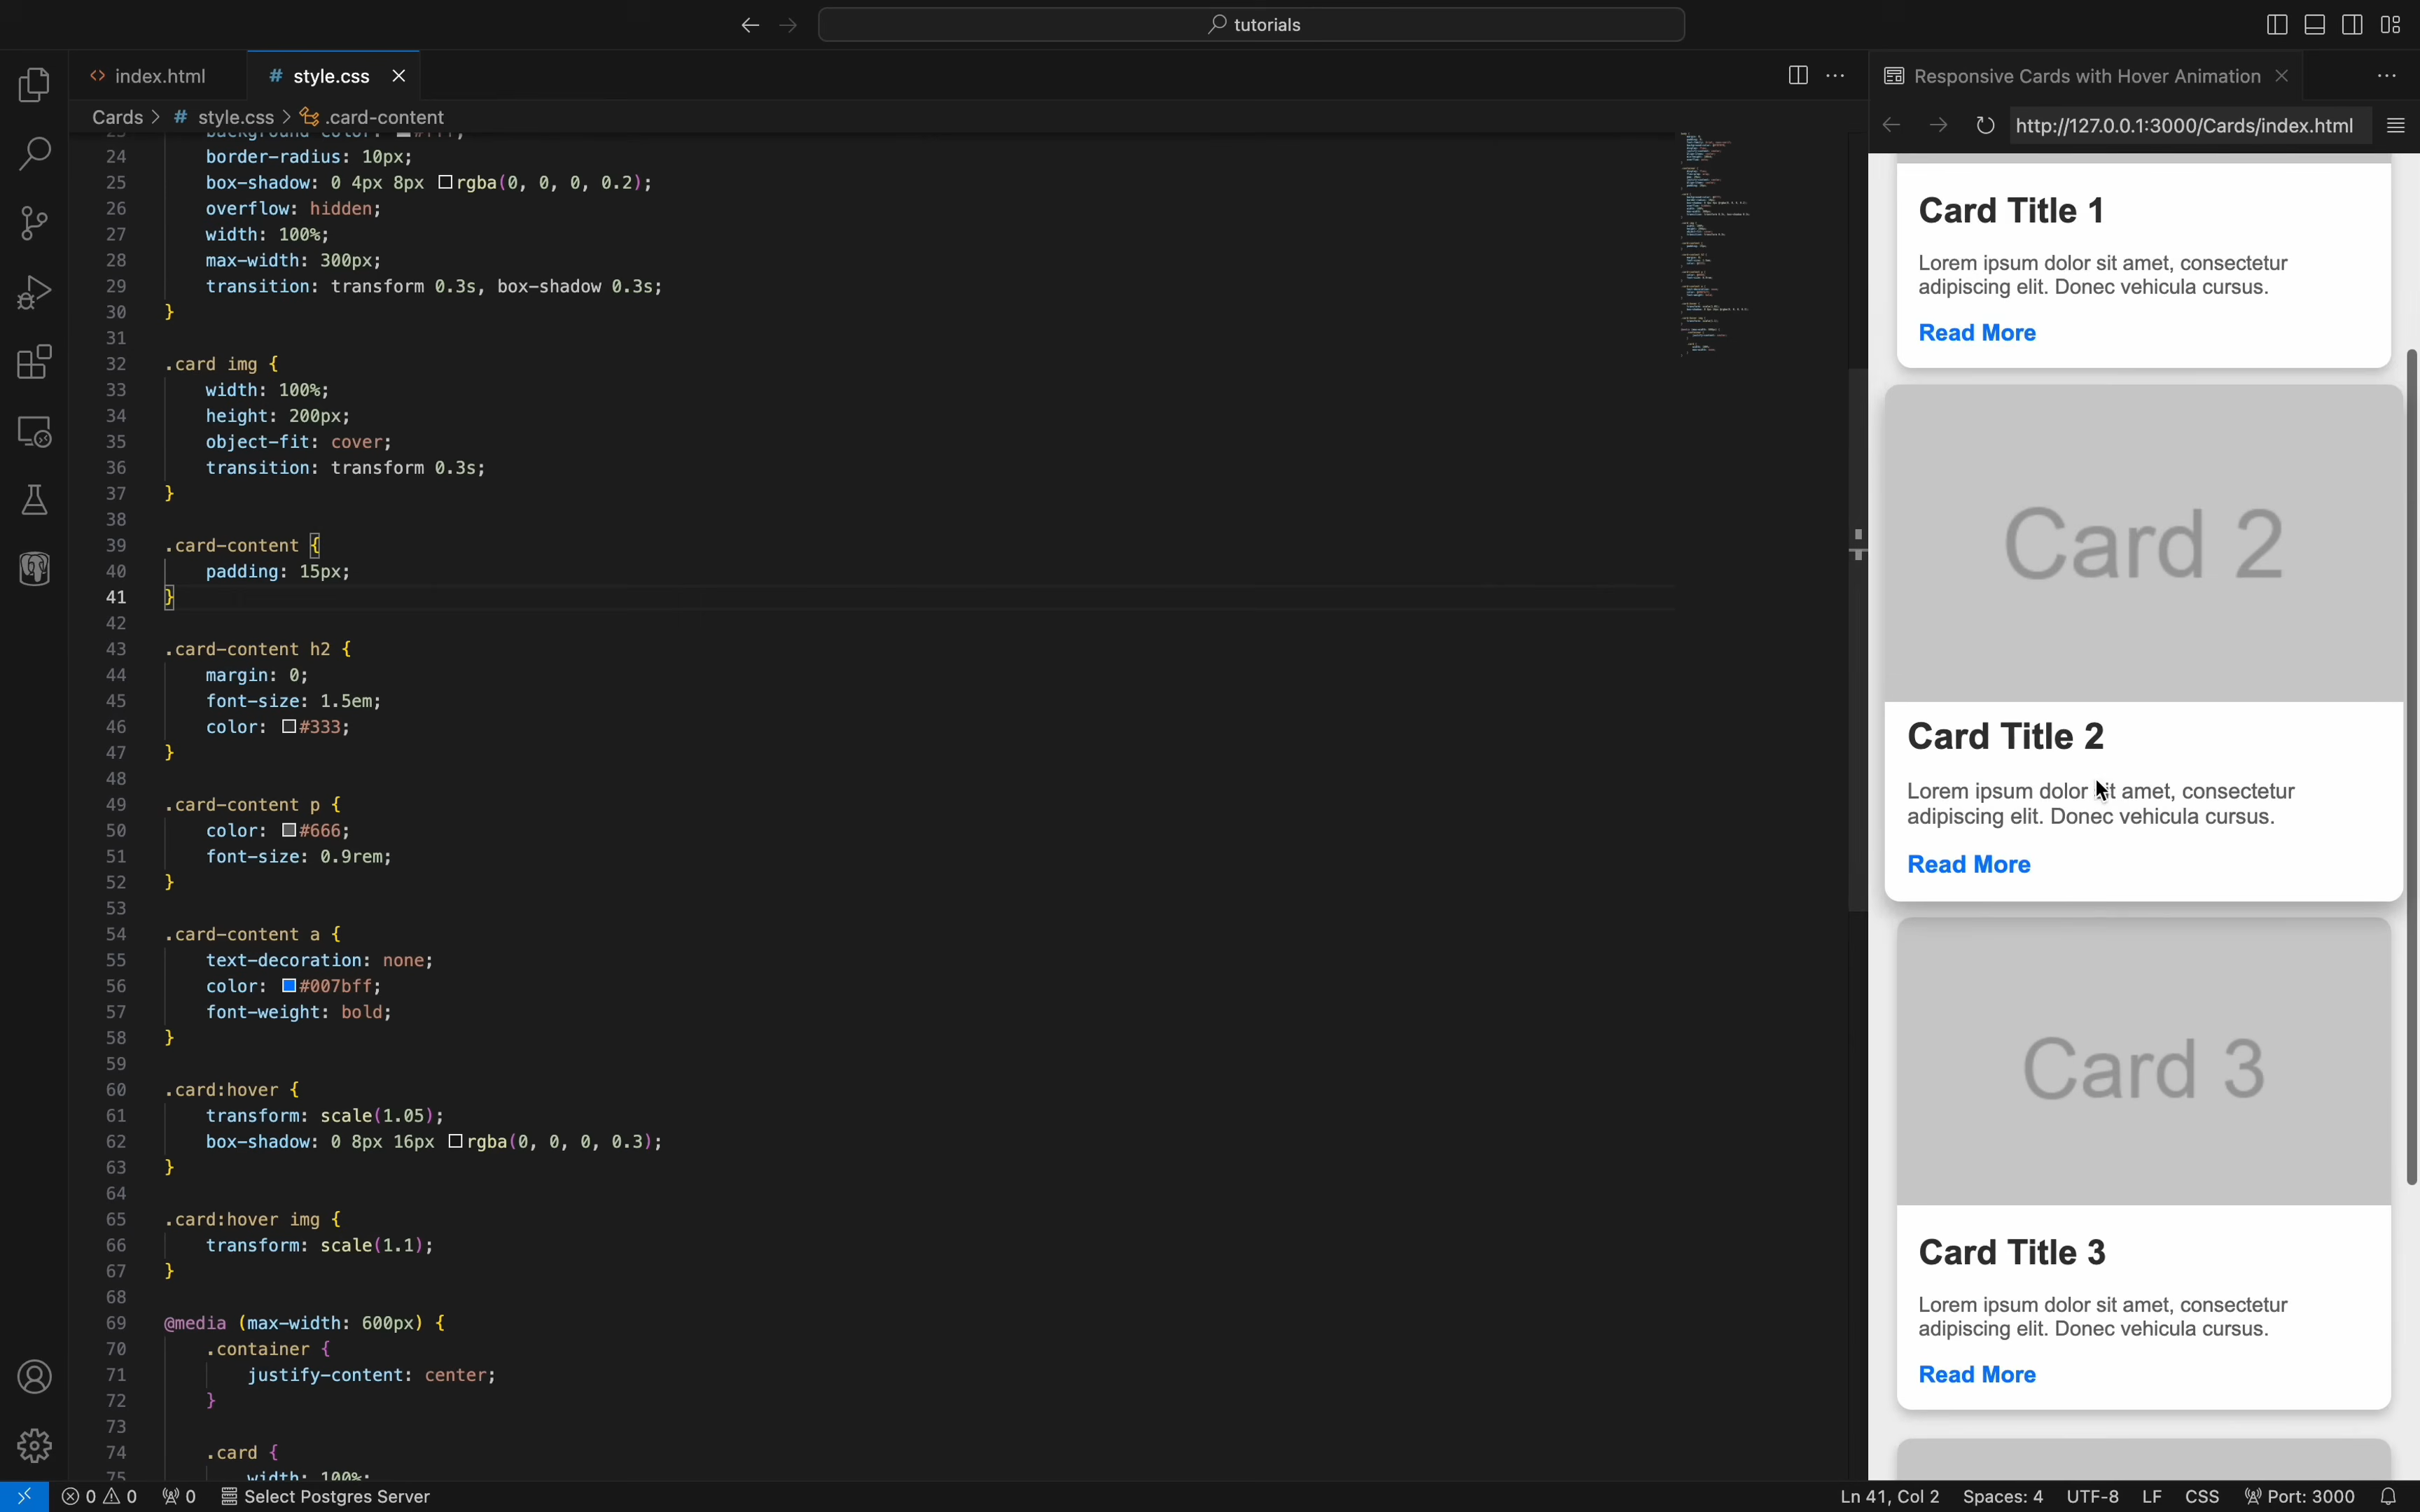 tutorials
index.html
# style.css
Cards > # style.css > .card-content
24 border-radius: 10px;
25 box-shadow: 0 4px 8px rgba(0, 0, 0, 0.2);
26 overflow: hidden;
27 width: 100%;
28 max-width: 300px;
29 transition: transform 0.3s, box-shadow 0.3s;
30 }
31
32 .card img {
33 width: 100%;
34 height: 200px;
35 object-fit: cover;
36 transition: transform 0.3s;
37 }
38
39 .card-content {
40 padding: 15px;
41 }
42
43 .card-content h2 {
44 margin: 0;
45 font-size: 1.5em;
46 color: #333;
47 }
48
49 .card-content p {
50 color: #666;
51 font-size: 0.9rem;
52 }
53
54 .card-content a {
55 text-decoration: none;
56 color: #007bff;
57 font-weight: bold;
58 }
59
60 .card:hover {
61 transform: scale(1.05);
62 box-shadow: 0 8px 16px rgba(0, 0, 0, 0.3);
63 }
64
65 .card:hover img {
66 transform: scale(1.1);
67 }
68
69 @media (max-width: 600px) {
70 .container {
71 justify-content: center;
72 }
73
74 .card {
75 width: 100%;
Responsive Cards with Hover Animation
http://127.0.0.1:3000/Cards/index.html
Card Title 1
Lorem ipsum dolor sit amet, consectetur
adipiscing elit. Donec vehicula cursus.
Read More
Card 2
Card Title 2
Lorem ipsum dolor sit amet, consectetur
adipiscing elit. Donec vehicula cursus.
Read More
Card 3
Card Title 3
Lorem ipsum dolor sit amet, consectetur
adipiscing elit. Donec vehicula cursus.
Read More
0 0 0 Select Postgres Server
Ln 41, Col 2 Spaces: 4 UTF-8 LF CSS Port: 3000